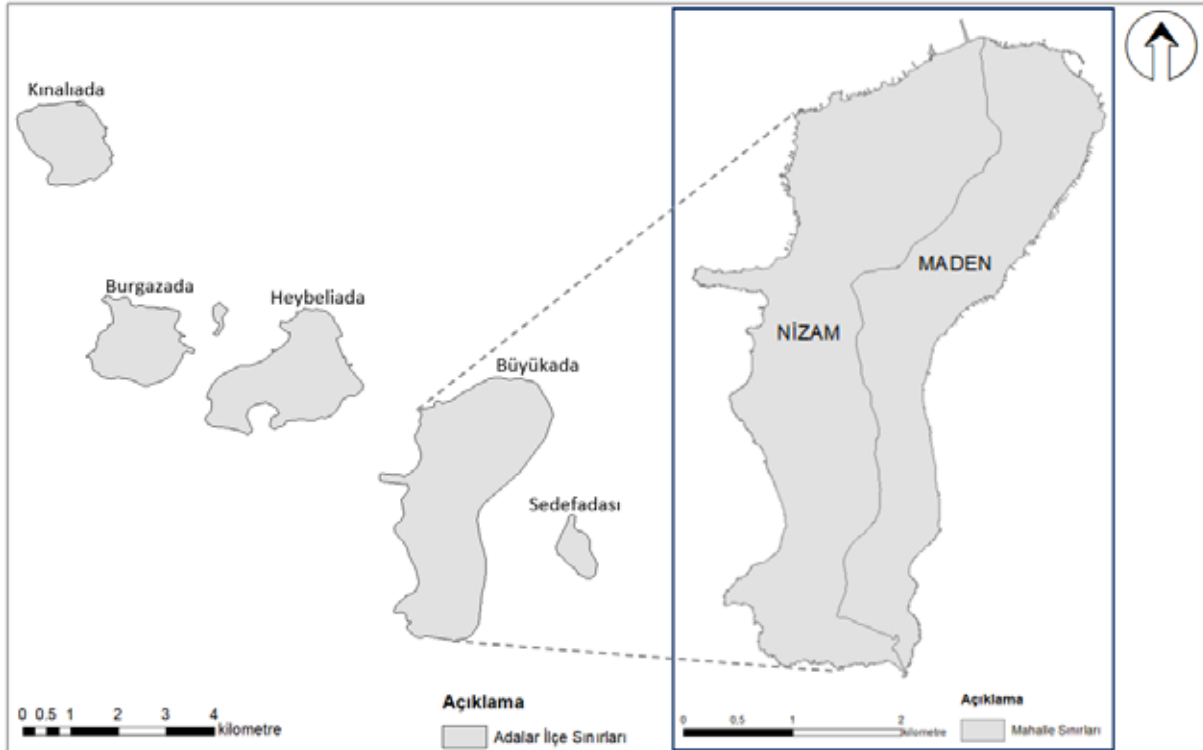 Kınalıada
Burgazada
Heybeliada
Büyükada
Sedefadası
0 0.5 1 2 3 4
kilometre
Açıklama
Adalar İlçe Sınırları
MADEN
NİZAM
0 0,5 1 2
kilometre
Açıklama
Mahalle Sınırları